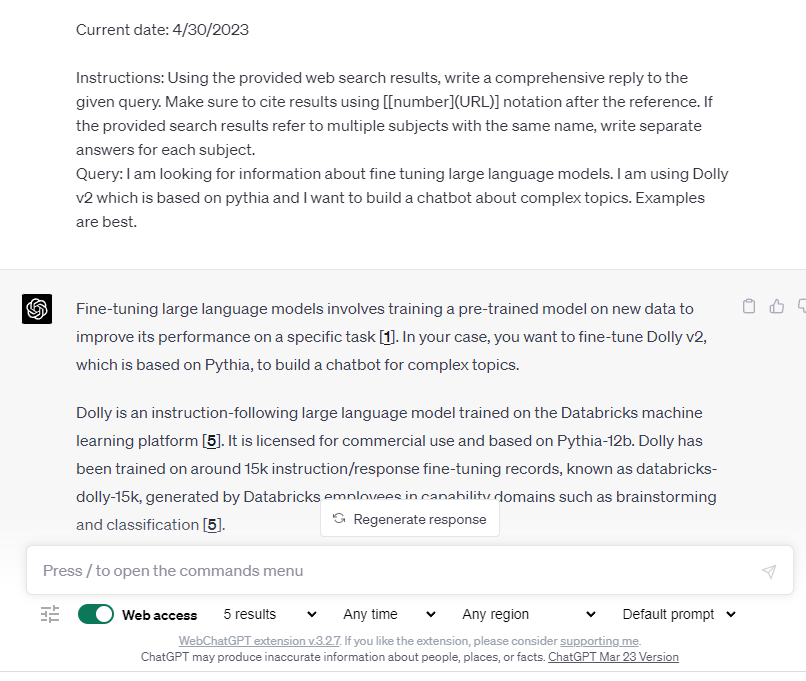 Current date: 4/30/2023
Instructions: Using the provided web search results, write a comprehensive reply to the
given query. Make sure to cite results using [[number](URL)] notation after the reference. If
the provided search results refer to multiple subjects with the same name, write separate
answers for each subject.
Query: I am looking for information about fine tuning large language models. I am using Dolly
v2 which is based on pythia and I want to build a chatbot about complex topics. Examples
are best.
Fine-tuning large language models involves training a pre-trained model on new data to
improve its performance on a specific task [1]. In your case, you want to fine-tune Dolly v2,
which is based on Pythia, to build a chatbot for complex topics.
Dolly is an instruction-following large language model trained on the Databricks machine
learning platform [5]. It is licensed for commercial use and based on Pythia-12b. Dolly has
been trained on around 15k instruction/response fine-tuning records, known as databricks-
dolly-15k, generated by Databricks employees in capability domains such as brainstorming
and classification [5].
Regenerate response
Press / to open the commands menu
Web access 5 results Any time Any region Default prompt
WebChatGPT extension v.3.2.7. If you like the extension, please consider supporting me.
ChatGPT may produce inaccurate information about people, places, or facts. ChatGPT Mar 23 Version